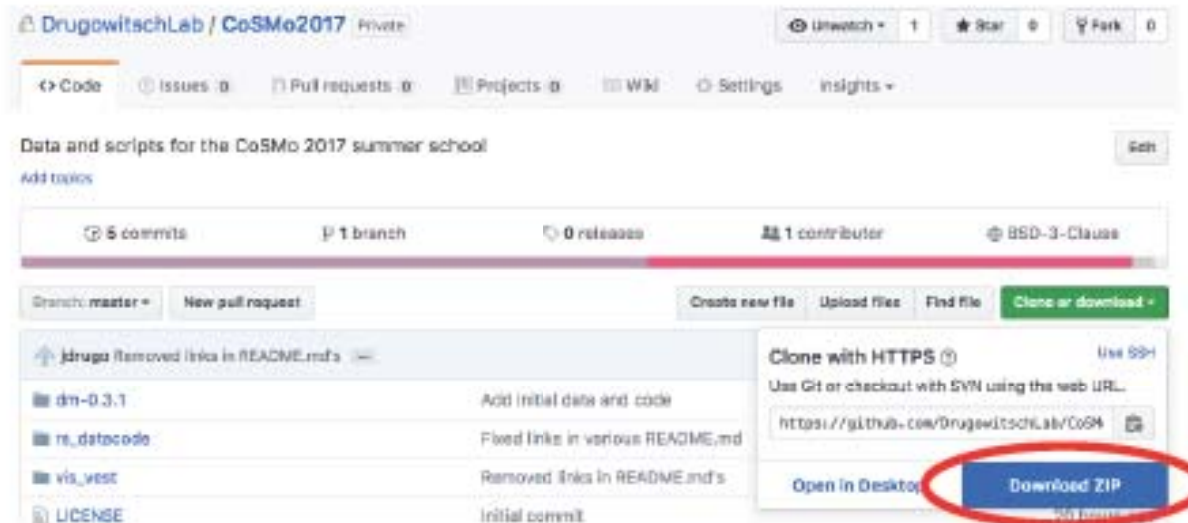 DrugowitschLab / CoSMo2017 Private
Unwatch 1 Star 0 Fork 0
<> Code Issues 0 Pull requests 0 Projects 0 Wiki Settings Insights
Data and scripts for the CoSMo 2017 summer school
Edit
Add topics
5 commits 1 branch 0 releases 1 contributor BSD-3-Clause
Branch: master New pull request Create new file Upload files Find file Clone or download
jdrugo Removed links in README.md's
Clone with HTTPS Use SSH
Use Git or checkout with SVN using the web URL.
https://github.com/DrugowitschLab/CoSM
Open in Desktop Download ZIP
dm-0.3.1 Add initial data and code
re_datacode Fixed links in various README.md
vis_vest Removed links in README.md's
LICENSE Initial commit